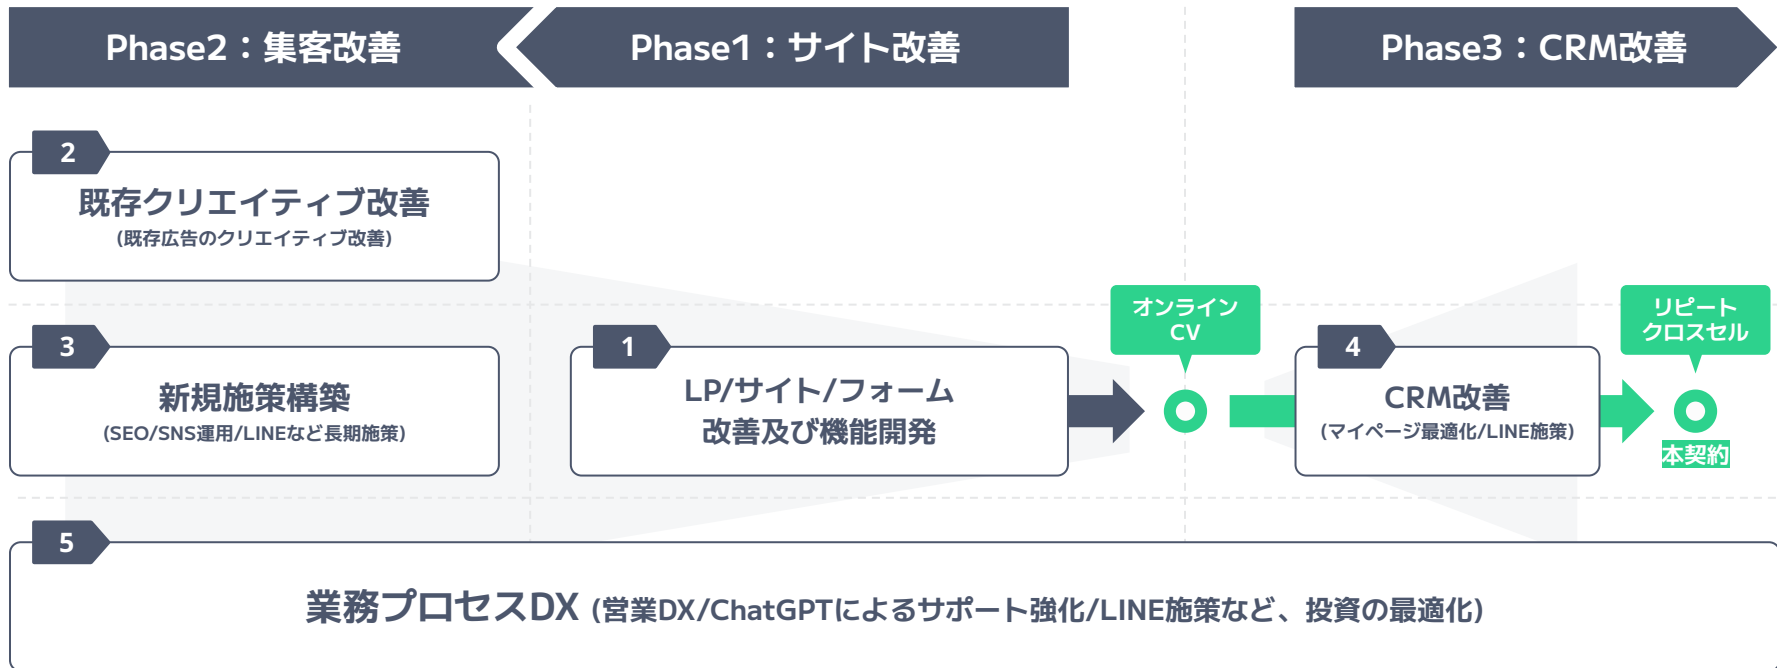 Phase2：集客改善
Phase1：サイト改善
Phase3：CRM改善
2
既存クリエイティブ改善
(既存広告のクリエイティブ改善)
3
新規施策構築
(SEO/SNS運用/LINEなど長期施策)
1
LP/サイト/フォーム
改善及び機能開発
オンライン
CV
4
CRM改善
(マイページ最適化/LINE施策)
リピート
クロスセル
本契約
5
業務プロセスDX (営業DX/ChatGPTによるサポート強化/LINE施策など、投資の最適化)